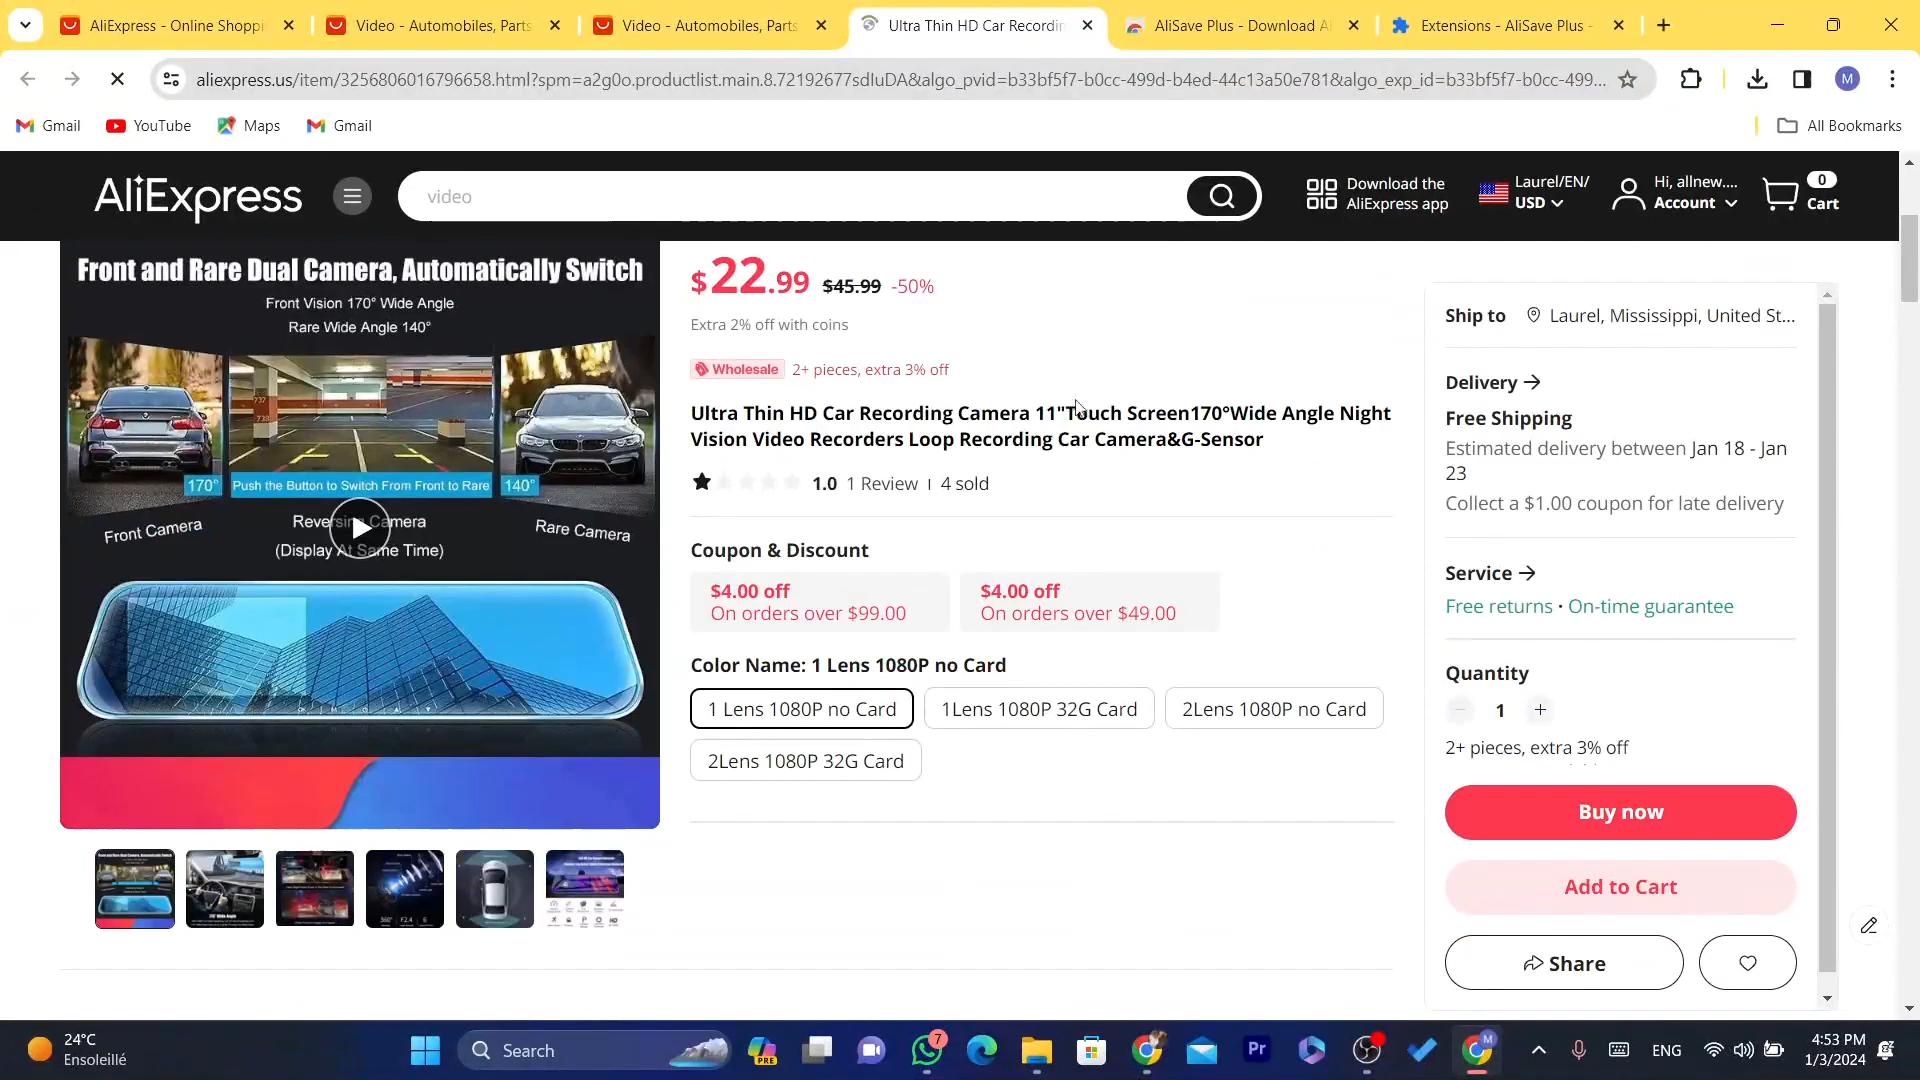 AliExpress - Online Shoppi
Video - Automobiles, Parts
Video - Automobiles, Parts
Ultra Thin HD Car Recordin
AliSave Plus - Download Al
Extensions - AliSave Plus -
aliexpress.us/item/3256806016796658.html?spm=a2g0o.productlist.main.8.72192677sdIuDA&algo_pvid=b33bf5f7-b0cc-499d-b4ed-44c13a50e781&algo_exp_id=b33bf5f7-b0cc-499...
M
Gmail
YouTube
Maps
Gmail
All Bookmarks
AliExpress
video
Download the
AliExpress app
Laurel/EN/
USD
Hi, allnew....
Account
0
Cart
Front and Rare Dual Camera, Automatically Switch
Front Vision 170° Wide Angle
Rare Wide Angle 140°
170°
Push the Button to Switch From Front to Rare
140°
Front Camera
Reversing Camera
(Display At Same Time)
Rare Camera
$22.99 $45.99 -50%
Extra 2% off with coins
Wholesale 2+ pieces, extra 3% off
Ultra Thin HD Car Recording Camera 11"Touch Screen170°Wide Angle Night
Vision Video Recorders Loop Recording Car Camera&G-Sensor
1.0 1 Review 4 sold
Coupon & Discount
$4.00 off
On orders over $99.00
$4.00 off
On orders over $49.00
Color Name: 1 Lens 1080P no Card
1 Lens 1080P no Card
1Lens 1080P 32G Card
2Lens 1080P no Card
2Lens 1080P 32G Card
Ship to Laurel, Mississippi, United St...
Delivery
Free Shipping
Estimated delivery between Jan 18 - Jan
23
Collect a $1.00 coupon for late delivery
Service
Free returns · On-time guarantee
Quantity
1
2+ pieces, extra 3% off
Buy now
Add to Cart
Share
24°C
Ensoleillé
Search
PRE
7
Pr
M
ENG
4:53 PM
1/3/2024